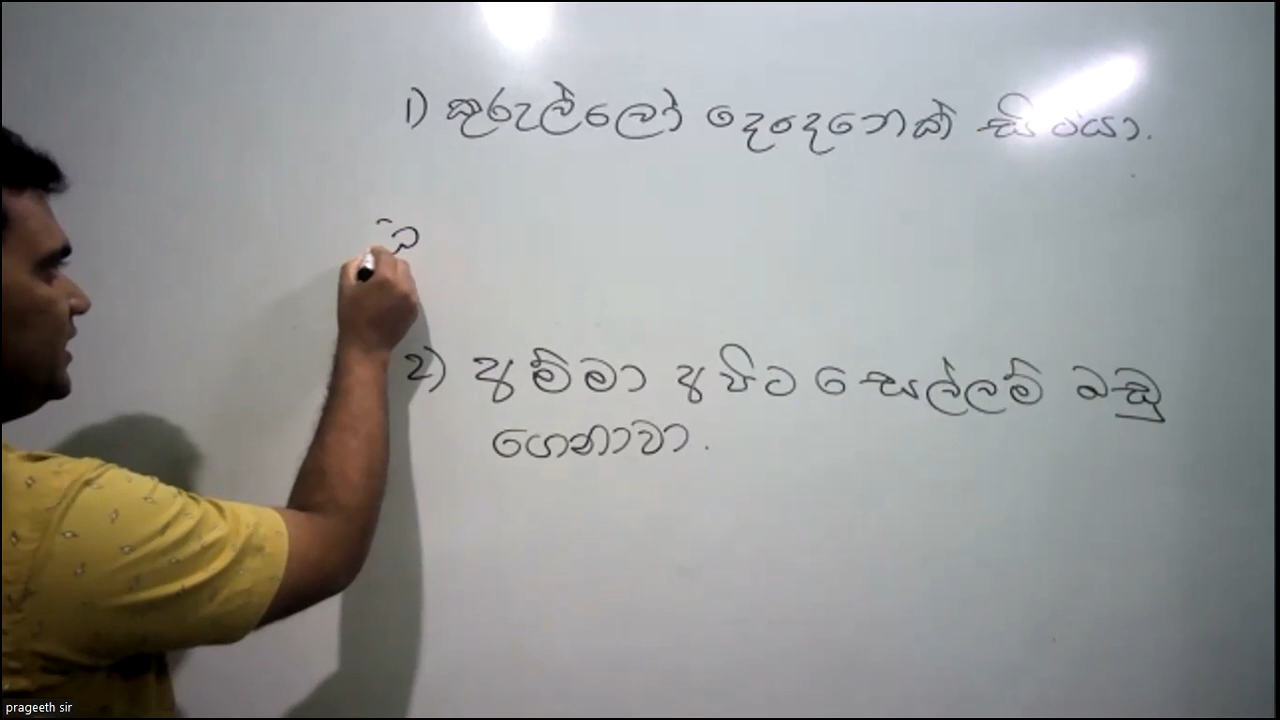 1) කුරුල්ලෝ දෙදෙනෙක් සිටියා.
2) අම්මා අපිට සෙල්ලම් බඩු
ගෙනාවා.
prageeth sir